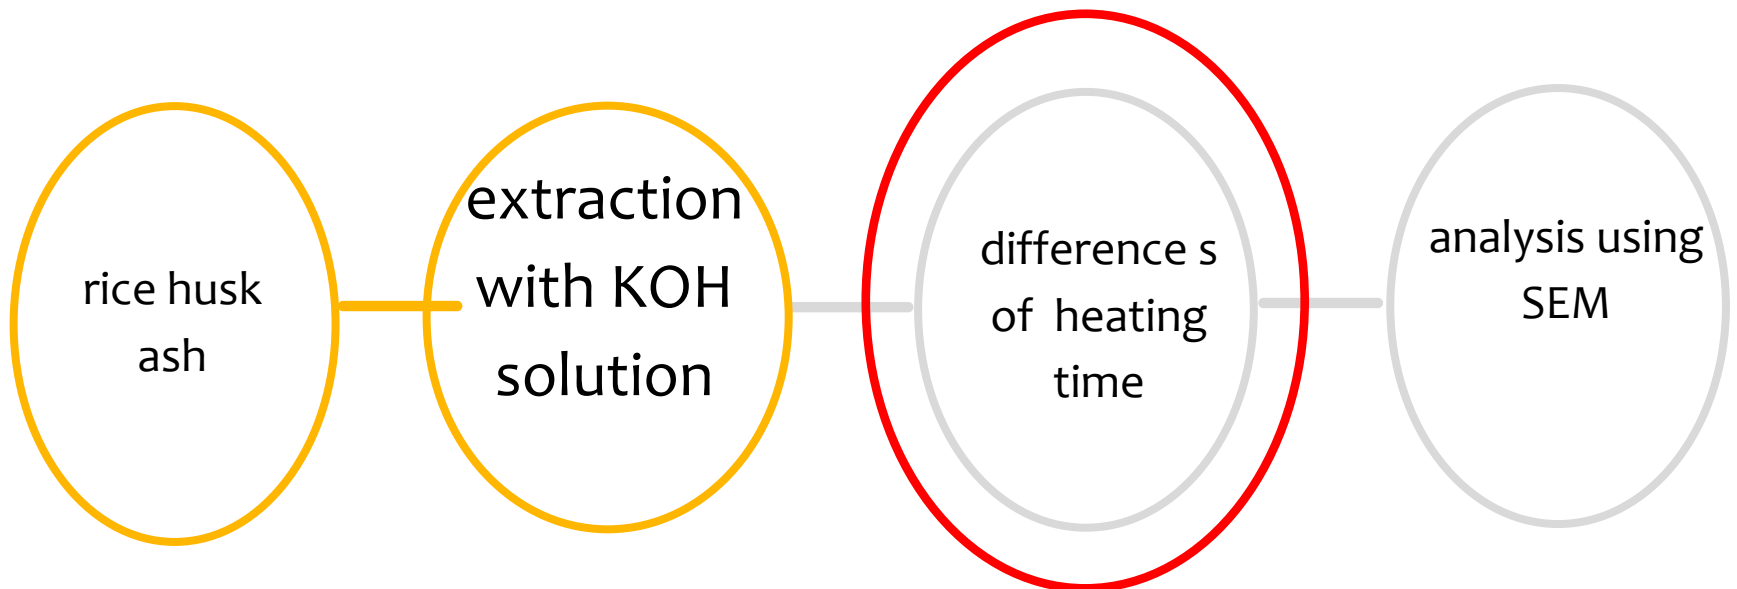 rice husk
ash
extraction
with KOH
solution
difference s
of heating
time
analysis using
SEM